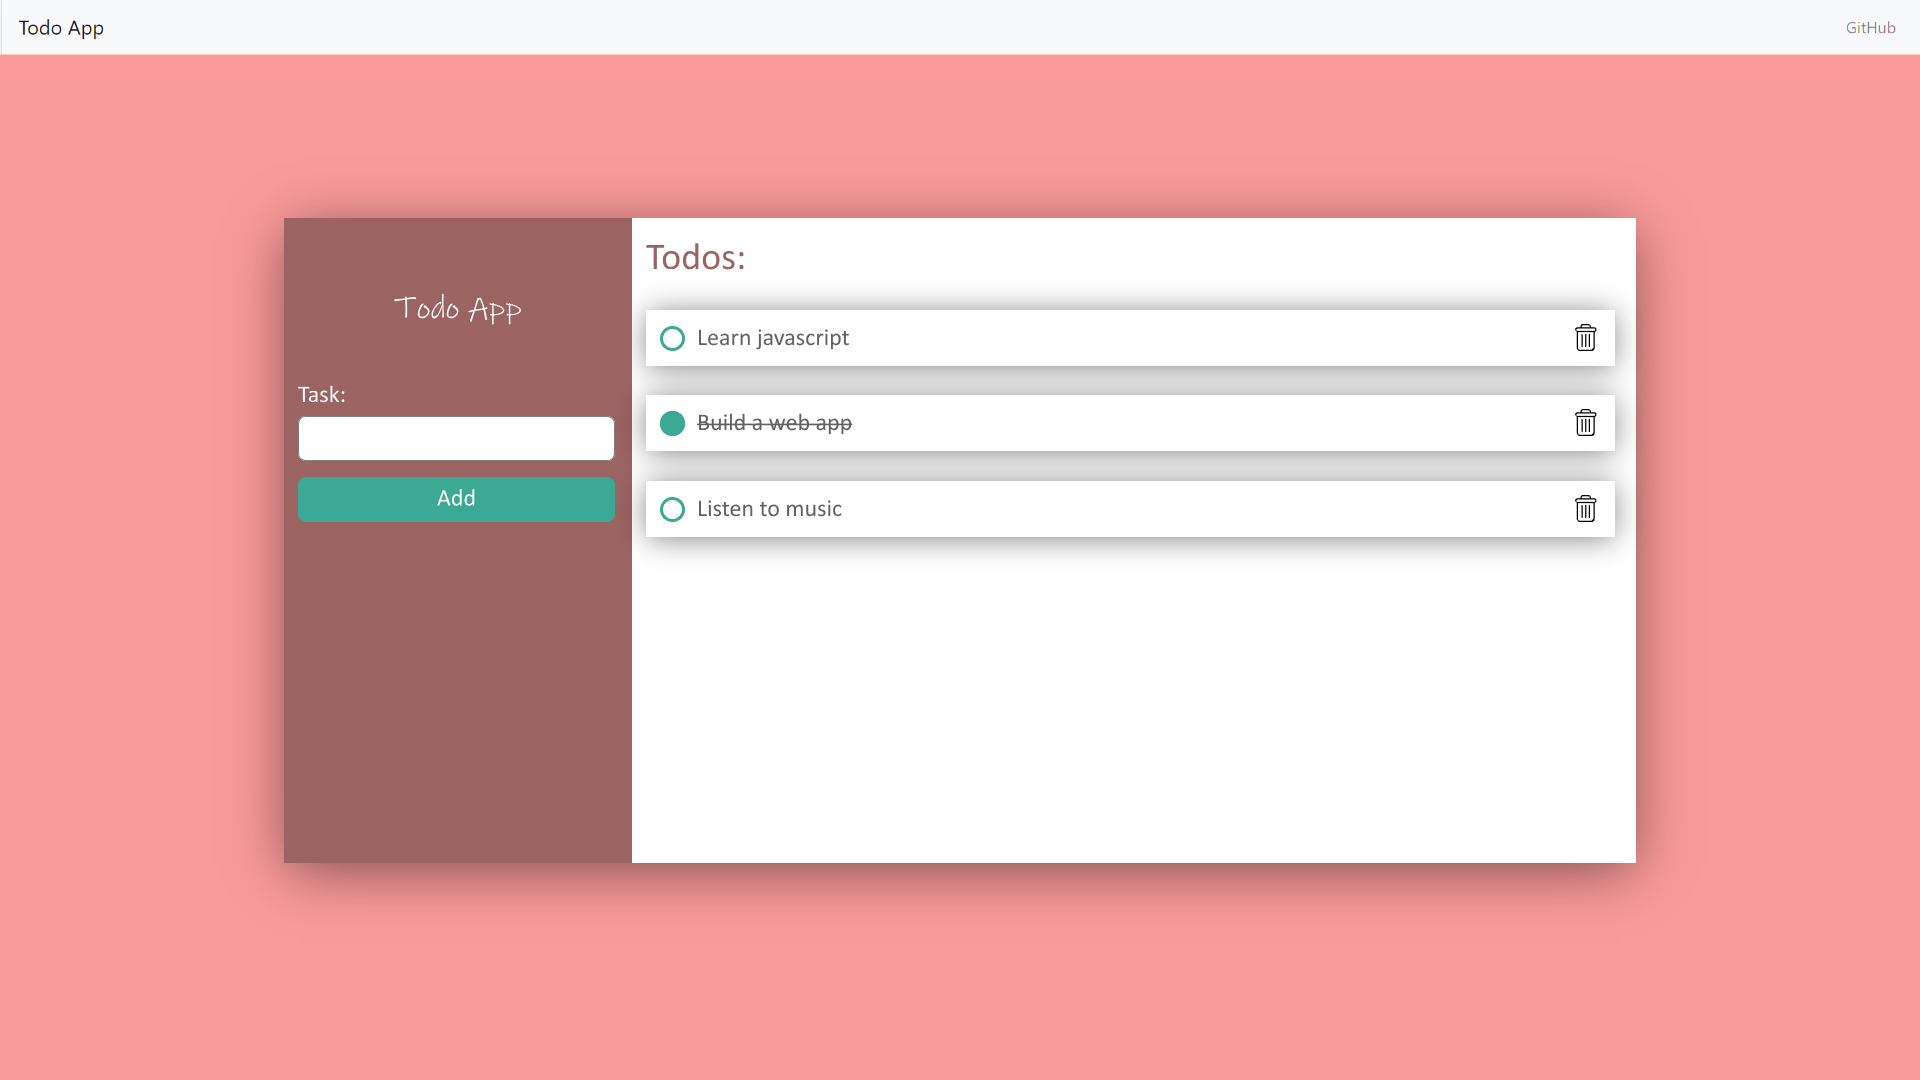 Todo App
GitHub
Todo App
Task:
Add
Todos:
Learn javascript
Build a web app
Listen to music